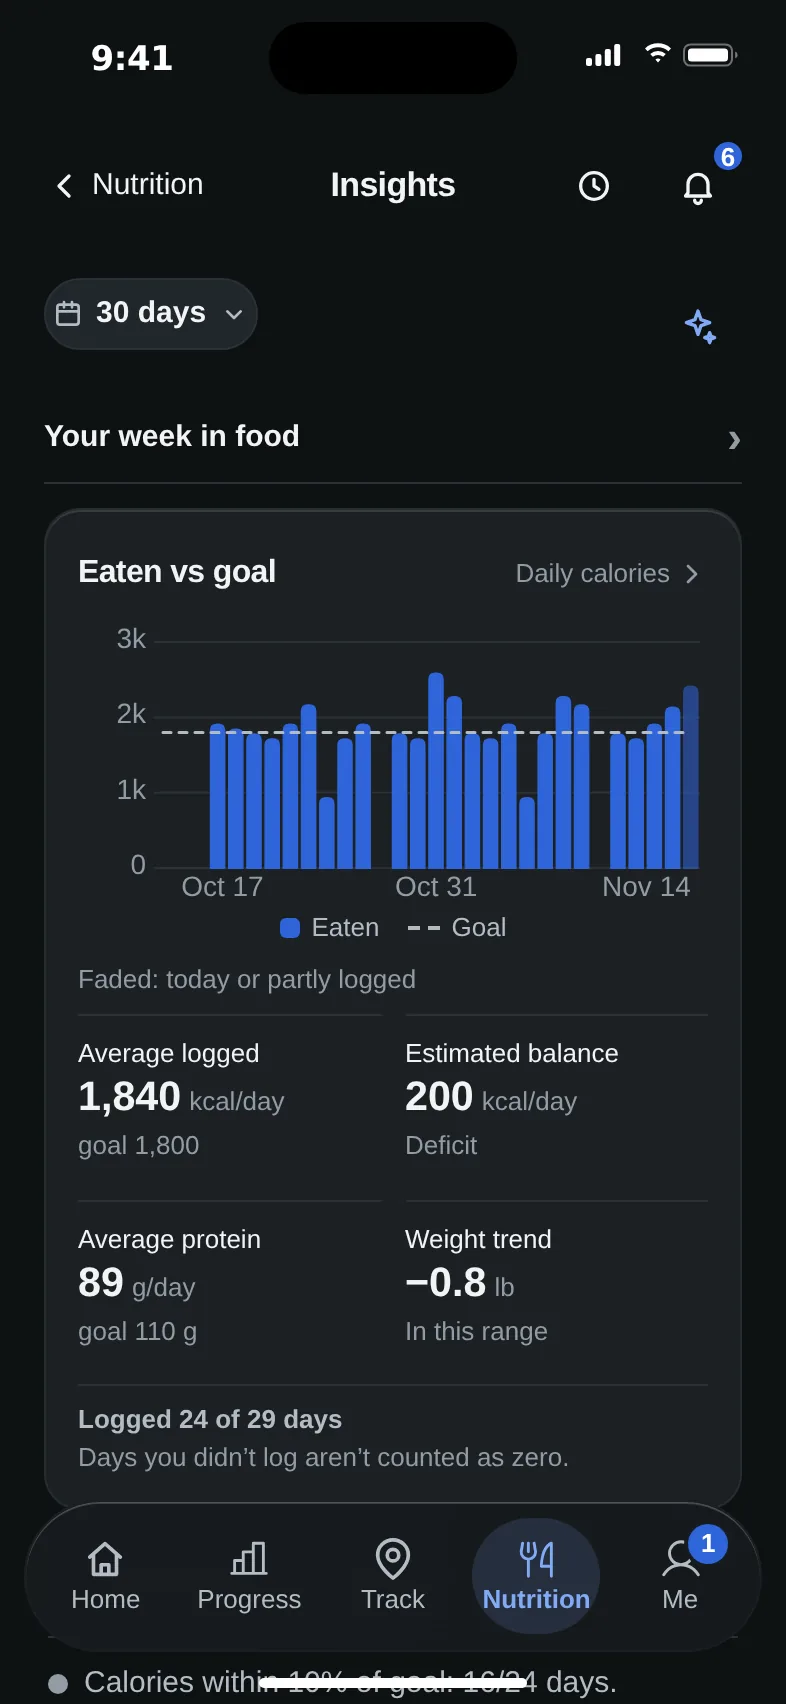 9:41
6
Nutrition
Insights
30 days
Your week in food
Eaten vs goal
Daily calories
3k
2k
1k
0
Oct 17
Oct 31
Nov 14
Eaten
Goal
Faded: today or partly logged
Average logged
1,840 kcal/day
goal 1,800
Estimated balance
200 kcal/day
Deficit
Average protein
89 g/day
goal 110 g
Weight trend
−0.8 lb
In this range
Logged 24 of 29 days
Days you didn’t log aren’t counted as zero.
Home
Progress
Track
Nutrition
1
Me
Calories within 10% of goal: 16/24 days.